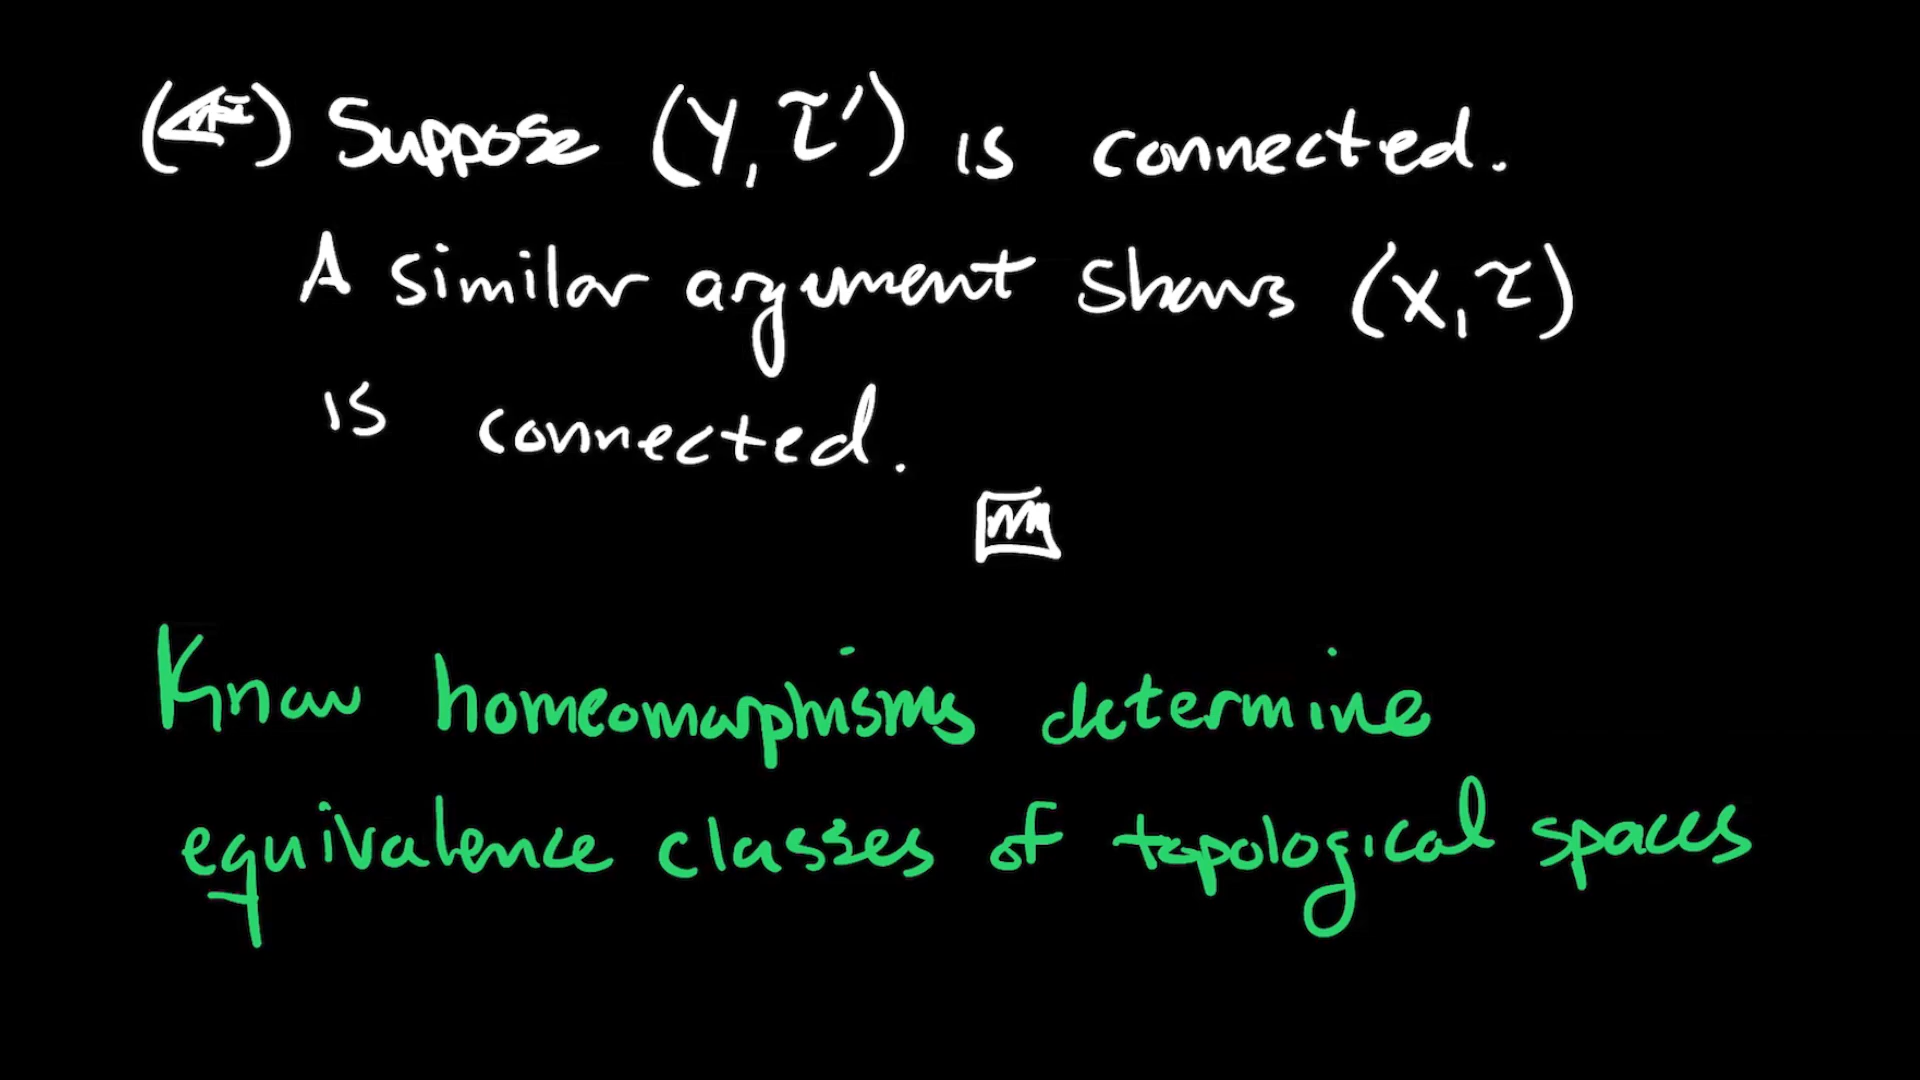 (⇐) Suppose (Y, τ') is connected.
A similar argument shows (X, τ)
is connected.
Know homeomorphisms determine
equivalence classes of topological spaces